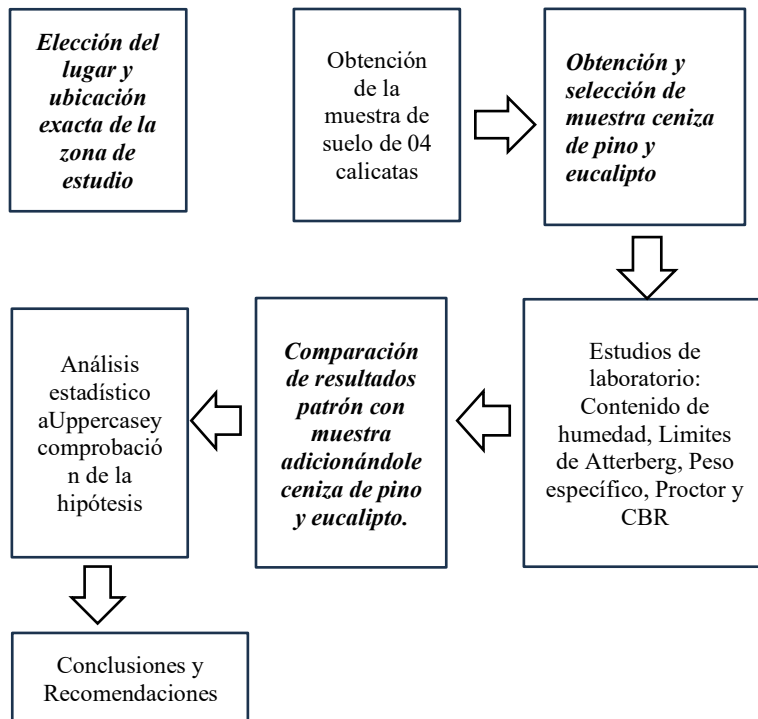 Elección del
lugar y
ubicación
exacta de la
zona de
estudio
Obtención
de la
muestra de
suelo de 04
calicatas
Obtención y
selección de
muestra ceniza
de pino y
eucalipto
Estudios de
laboratorio:
Contenido de
humedad, Limites
de Atterberg, Peso
específico, Proctor y
CBR
Comparación
de resultados
patrón con
muestra
adicionándole
ceniza de pino
y eucalipto.
Análisis
estadístico
aUppercasey
comprobació
n de la
hipótesis
Conclusiones y
Recomendaciones